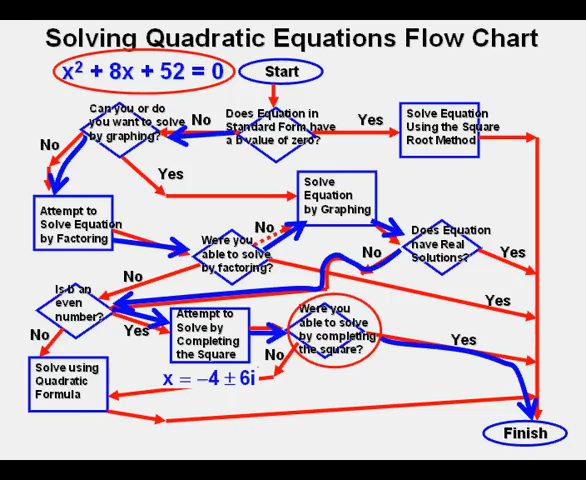 Solving Quadratic Equations Flow Chart
x² + 8x + 52 = 0
Start
Can you or do
you want to solve
by graphing?
No
Does Equation in
Standard Form have
a b value of zero?
Yes
Solve Equation
Using the Square
Root Method
No
Yes
Solve
Equation
by Graphing
Attempt to
Solve Equation
by Factoring
No
Were you
able to solve
by factoring?
Does Equation
have Real
Solutions?
No
Yes
No
Yes
Is b an
even
number?
No
Yes
Attempt to
Solve by
Completing
the Square
Were you
able to solve
by completing
the square?
Yes
No
Solve using
Quadratic
Formula
x = −4 ± 6i
Finish